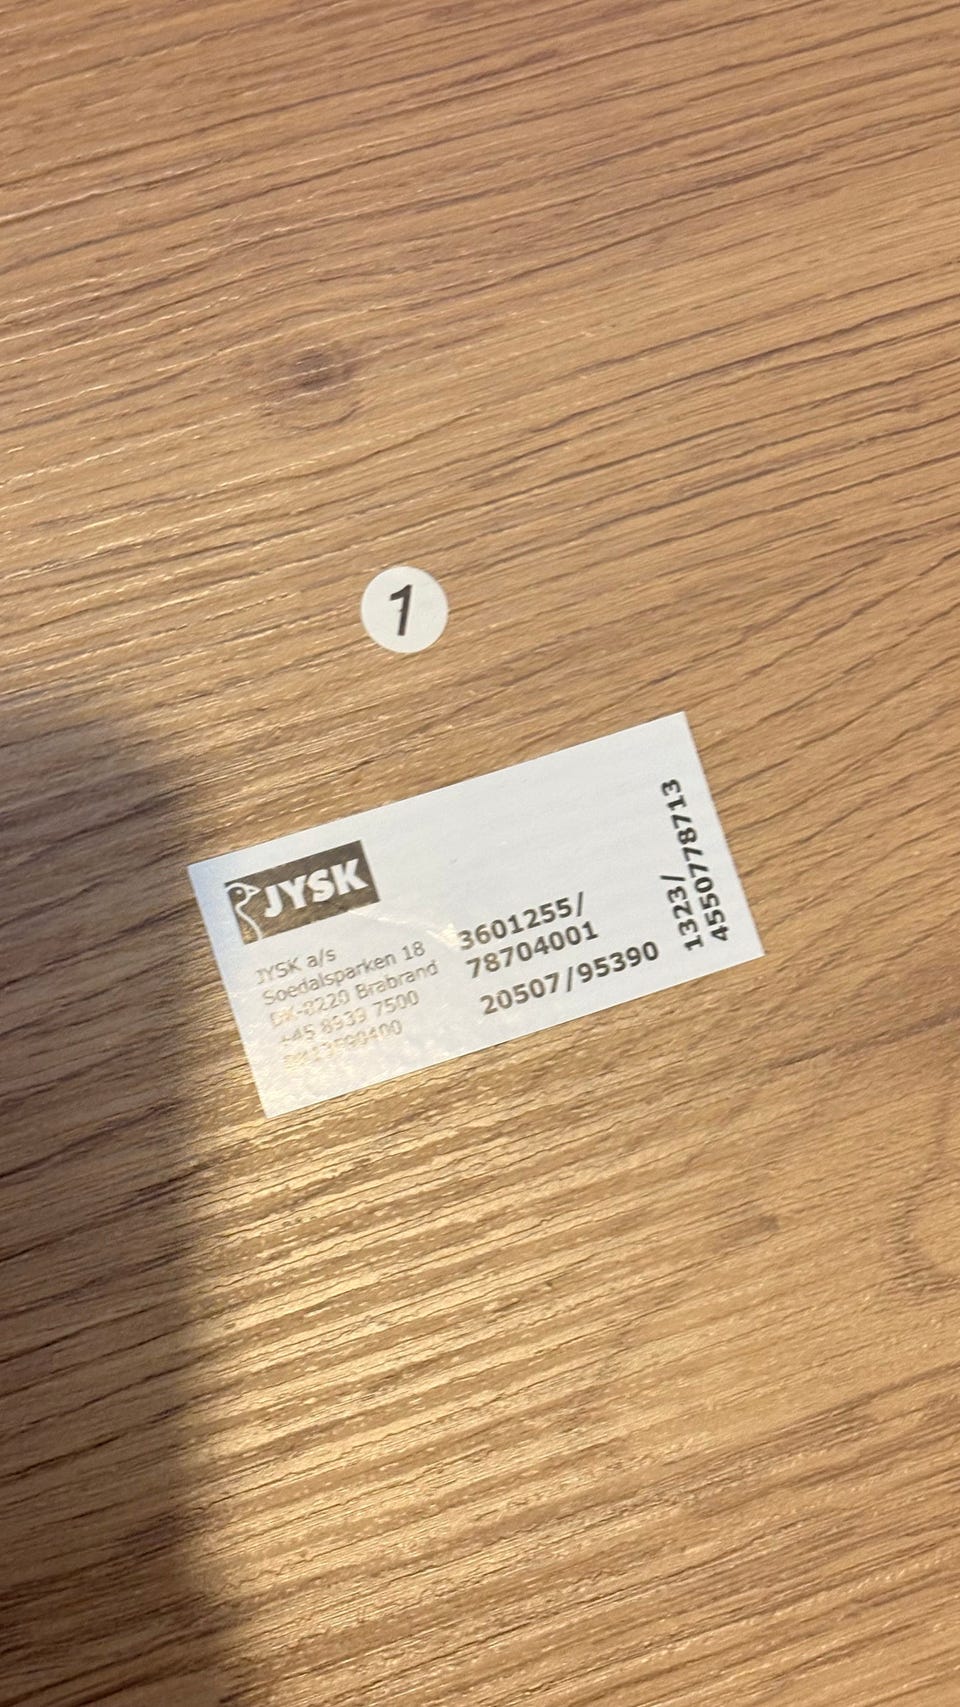 1
JYSK
JYSK a/s
Soedalsparken 18
DK-8220 Brabrand
+45 8939 7500
3601255/
78704001
20507/95390
1323/
4550778713